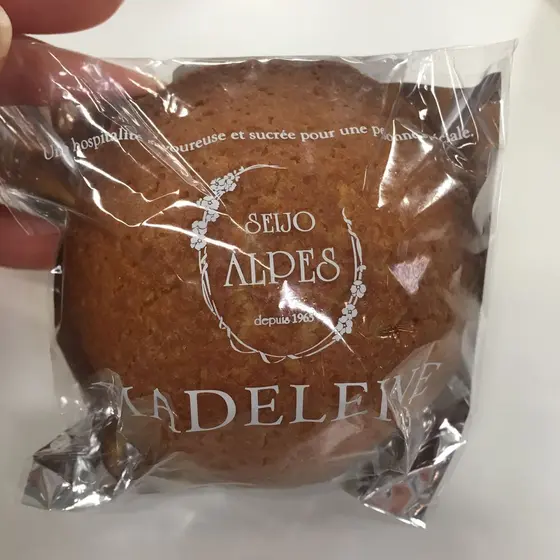 Une hospitalité savoureuse et sucrée pour une personne spéciale.
SEIJO
ALPES
depuis 1965
MADELEINE